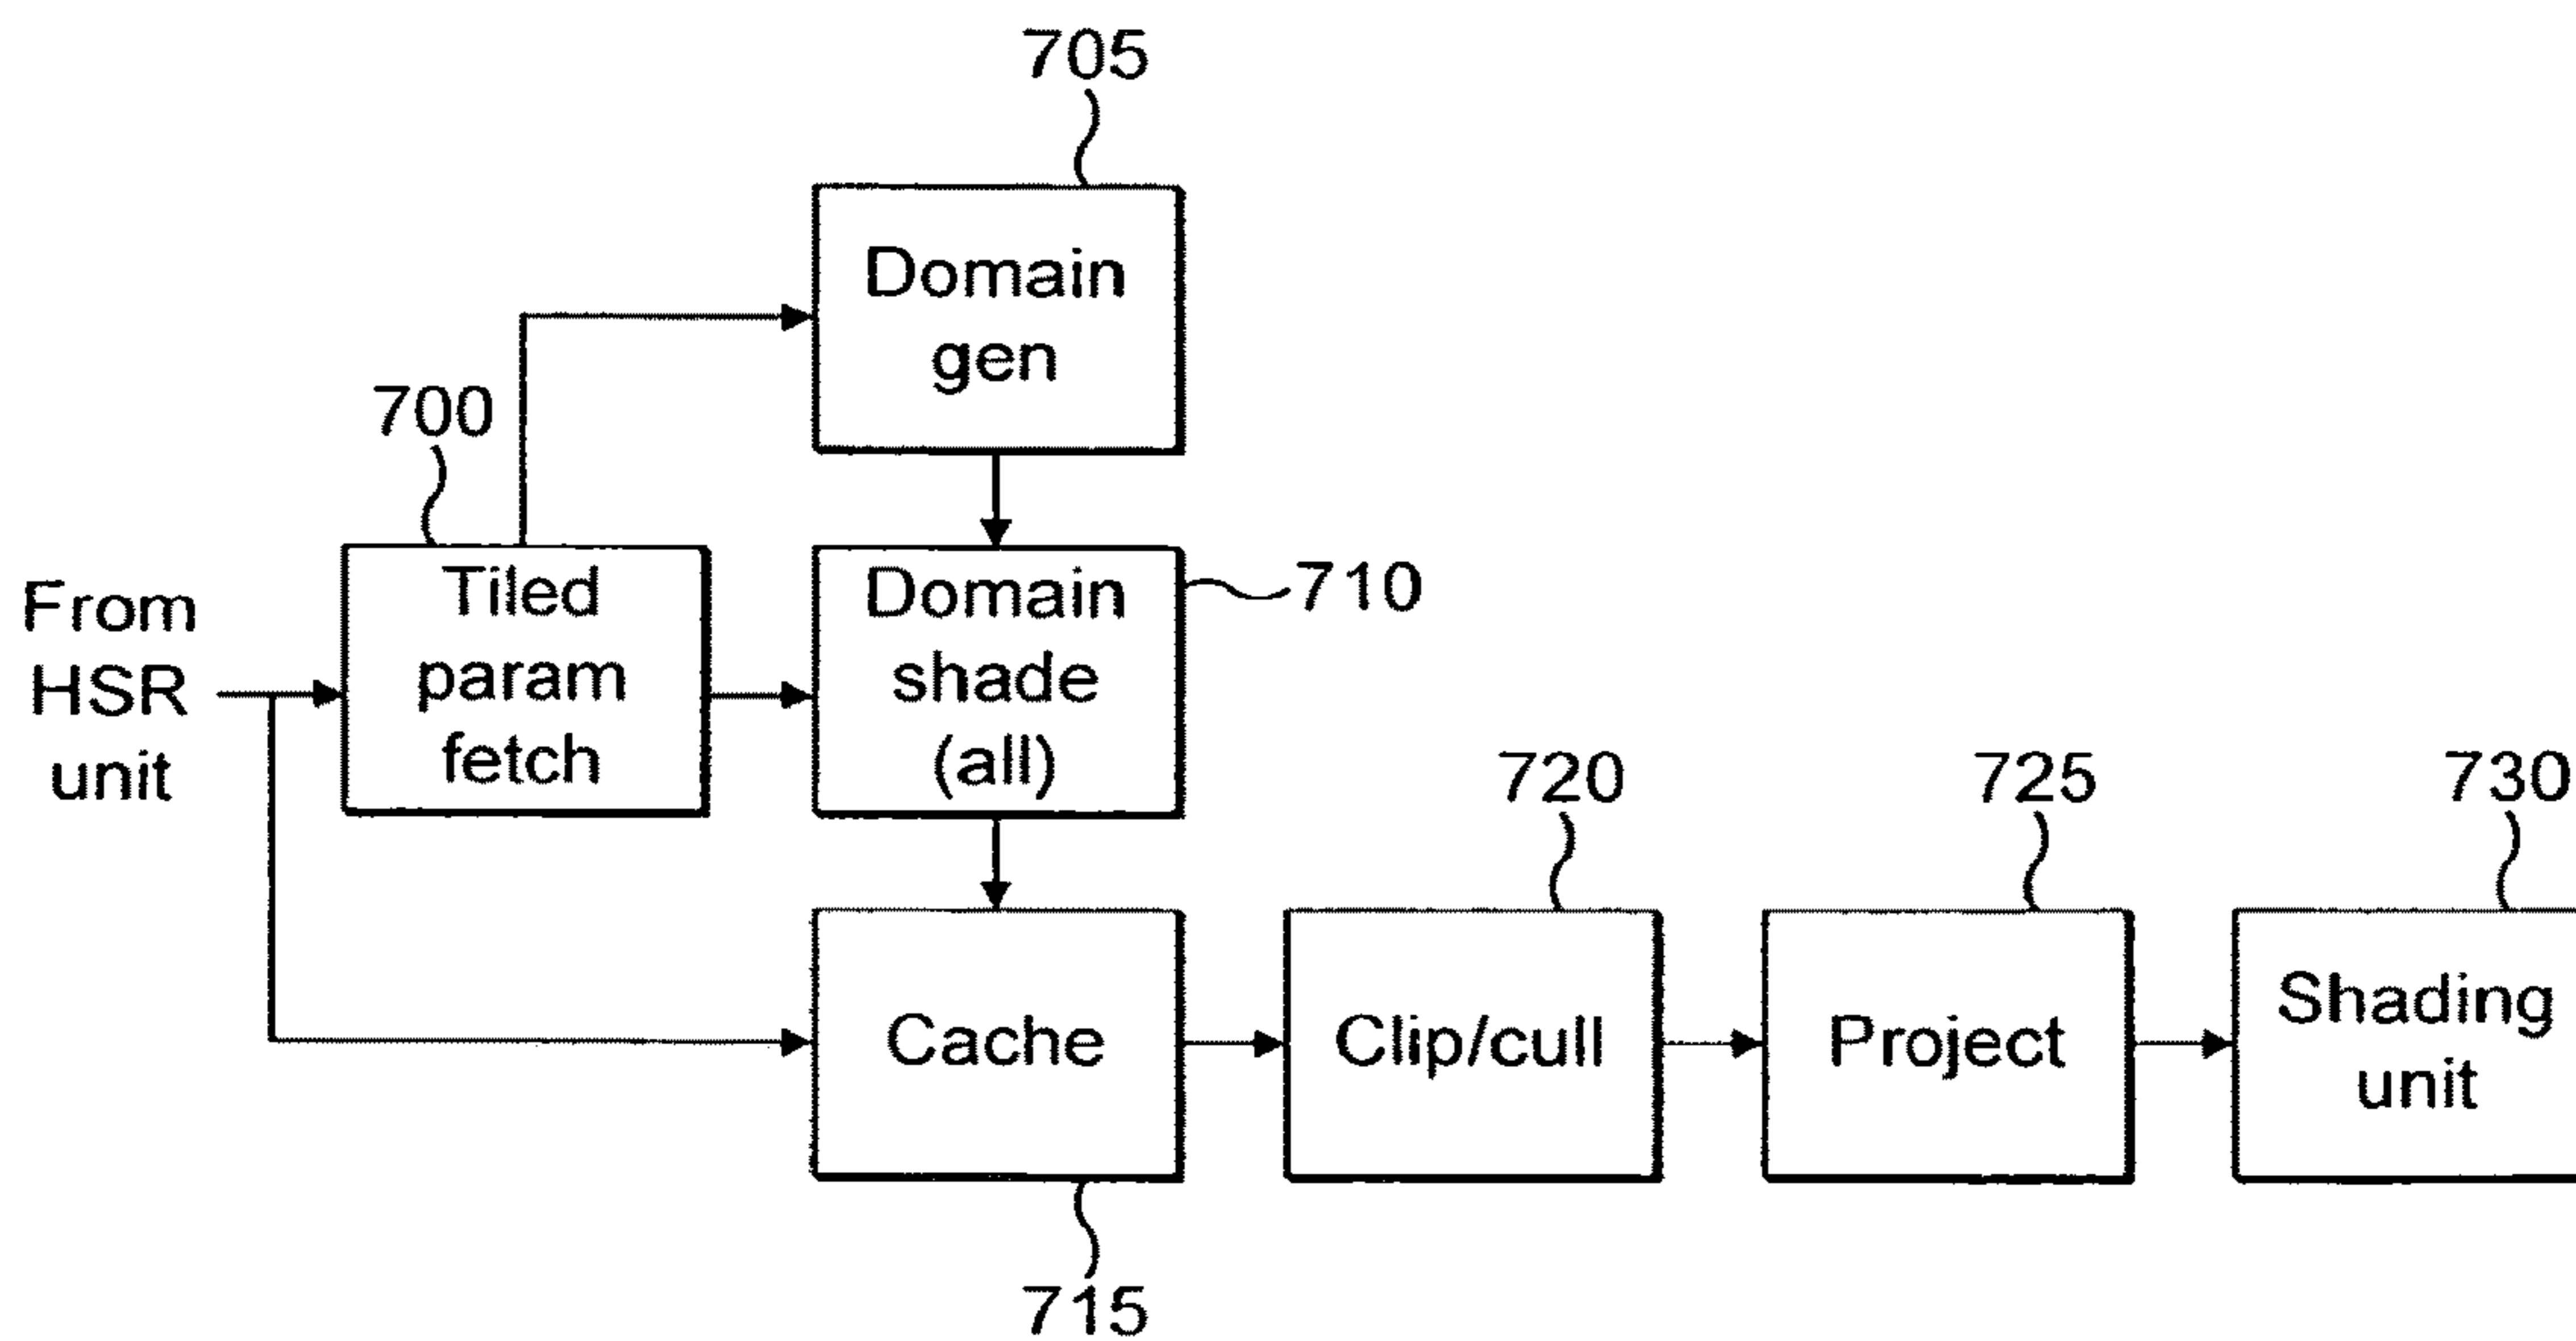 705
Domain
gen
700
From
HSR
unit
Tiled
param
fetch
Domain
shade
(all)
710
720
725
730
Cache
Clip/cull
Project
Shading
unit
715